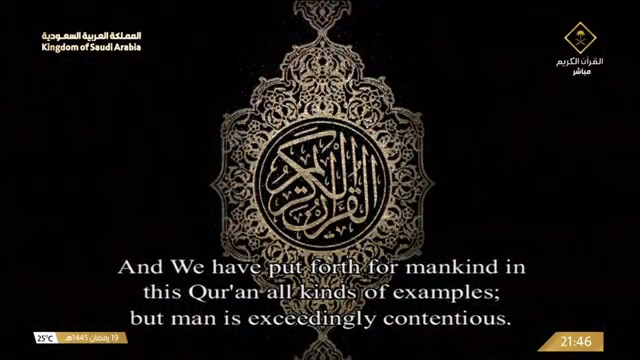 المملكة العربية السعودية
Kingdom of Saudi Arabia
القرآن الكريم
مباشر
القرآن الكريم
And We have put forth for mankind in
this Qur'an all kinds of examples;
but man is exceedingly contentious.
25°C
19 رمضان 1445هـ
21:46